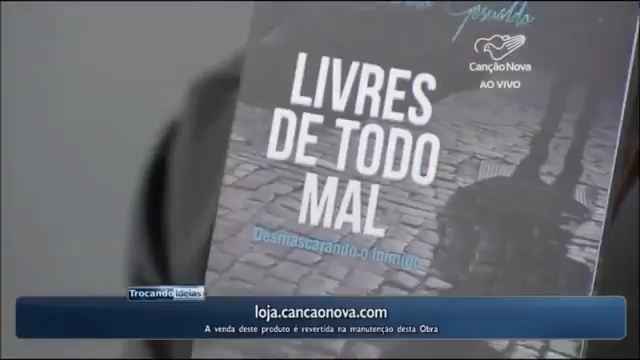 Jesualda
Canção Nova
AO VIVO
LIVRES
DE TODO
MAL
Desmascarando o Inimigo
Trocando Ideias
loja.cancaonova.com
A venda deste produto é revertida na manutenção desta Obra